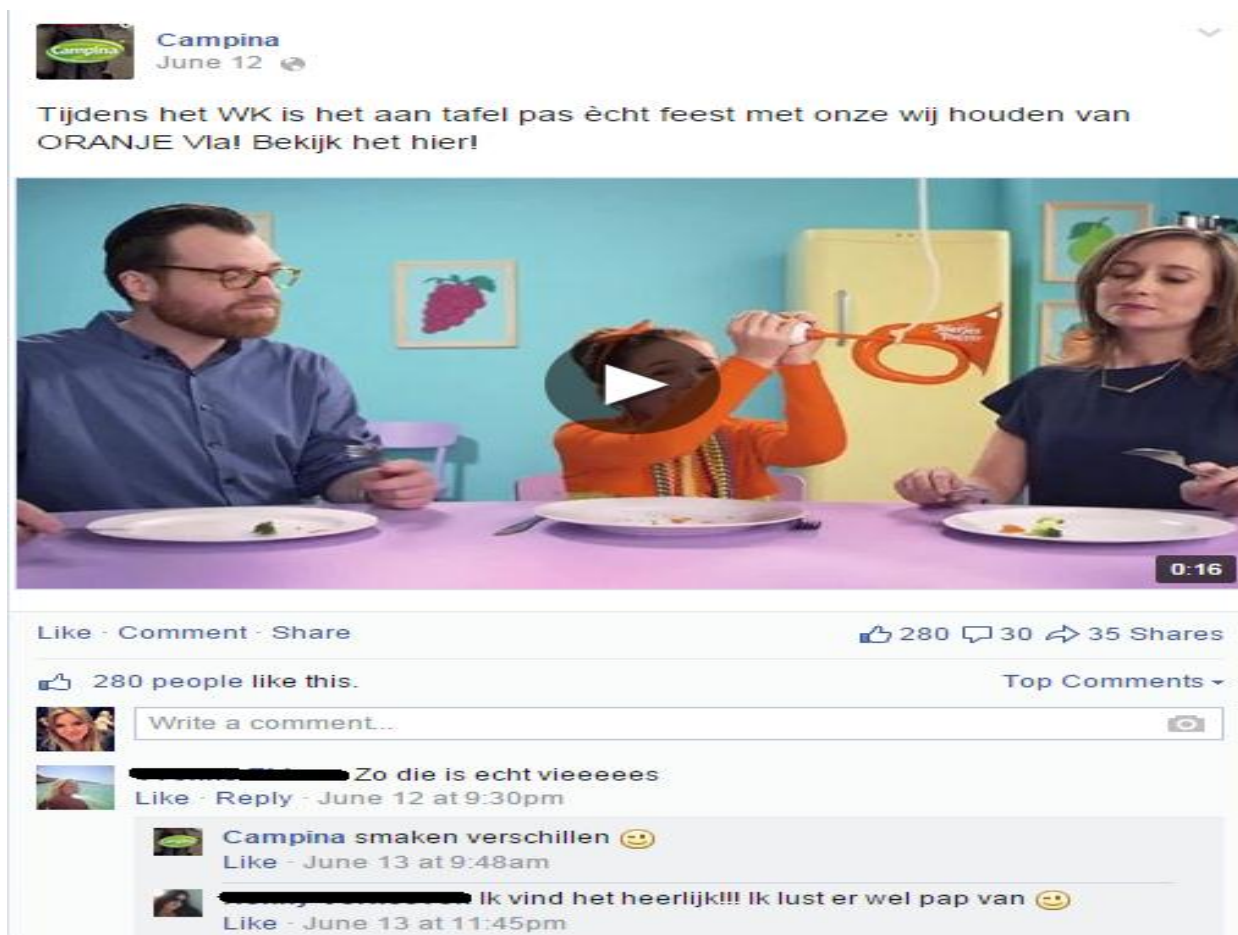 Campina
Campina
June 12
Tijdens het WK is het aan tafel pas ècht feest met onze wij houden van
ORANJE Vla! Bekijk het hier!
0:16
Like · Comment · Share
280 30 35 Shares
280 people like this.
Top Comments
Write a comment...
Zo die is echt vieeeees
Like · Reply · June 12 at 9:30pm
Campina smaken verschillen
Like · June 13 at 9:48am
Ik vind het heerlijk!!! Ik lust er wel pap van
Like · June 13 at 11:45pm